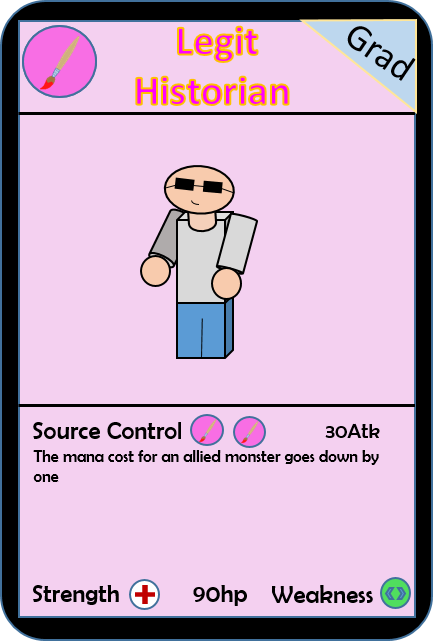 Legit
Historian
Grad
Source Control 30Atk
The mana cost for an allied monster goes down by
one
Strength 90hp Weakness